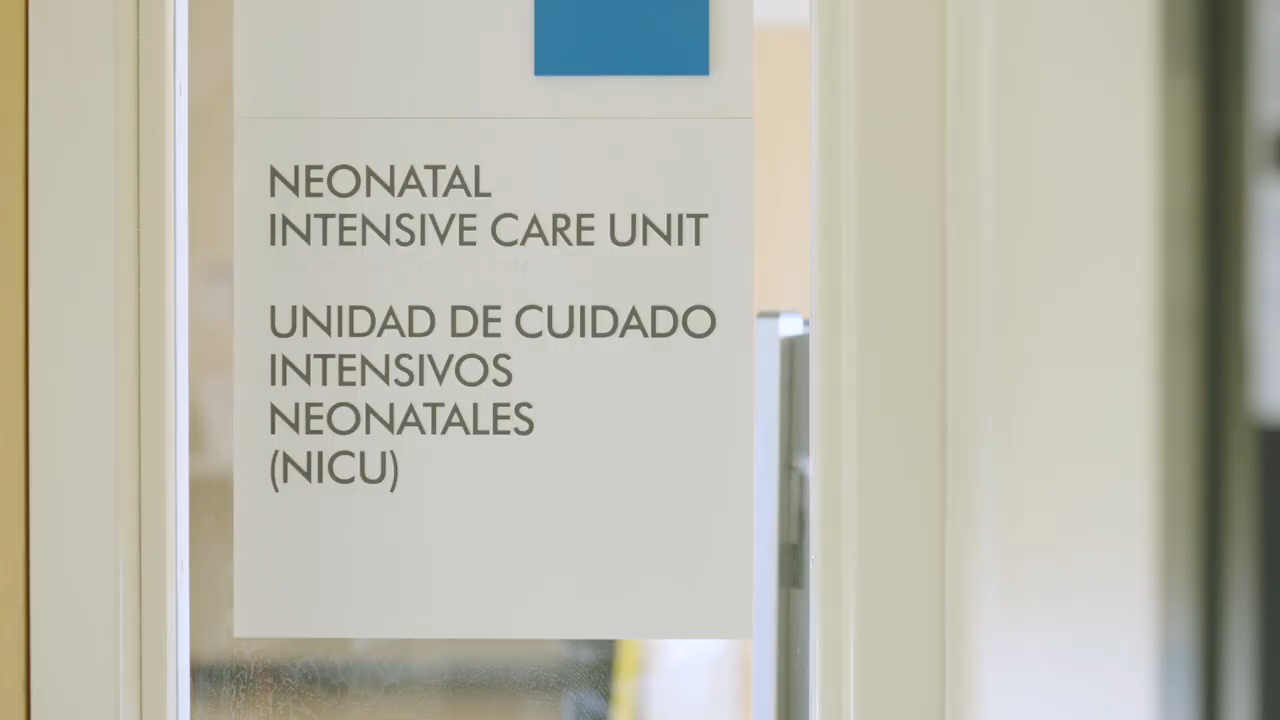 NEONATAL
INTENSIVE CARE UNIT
UNIDAD DE CUIDADO
INTENSIVOS
NEONATALES
(NICU)